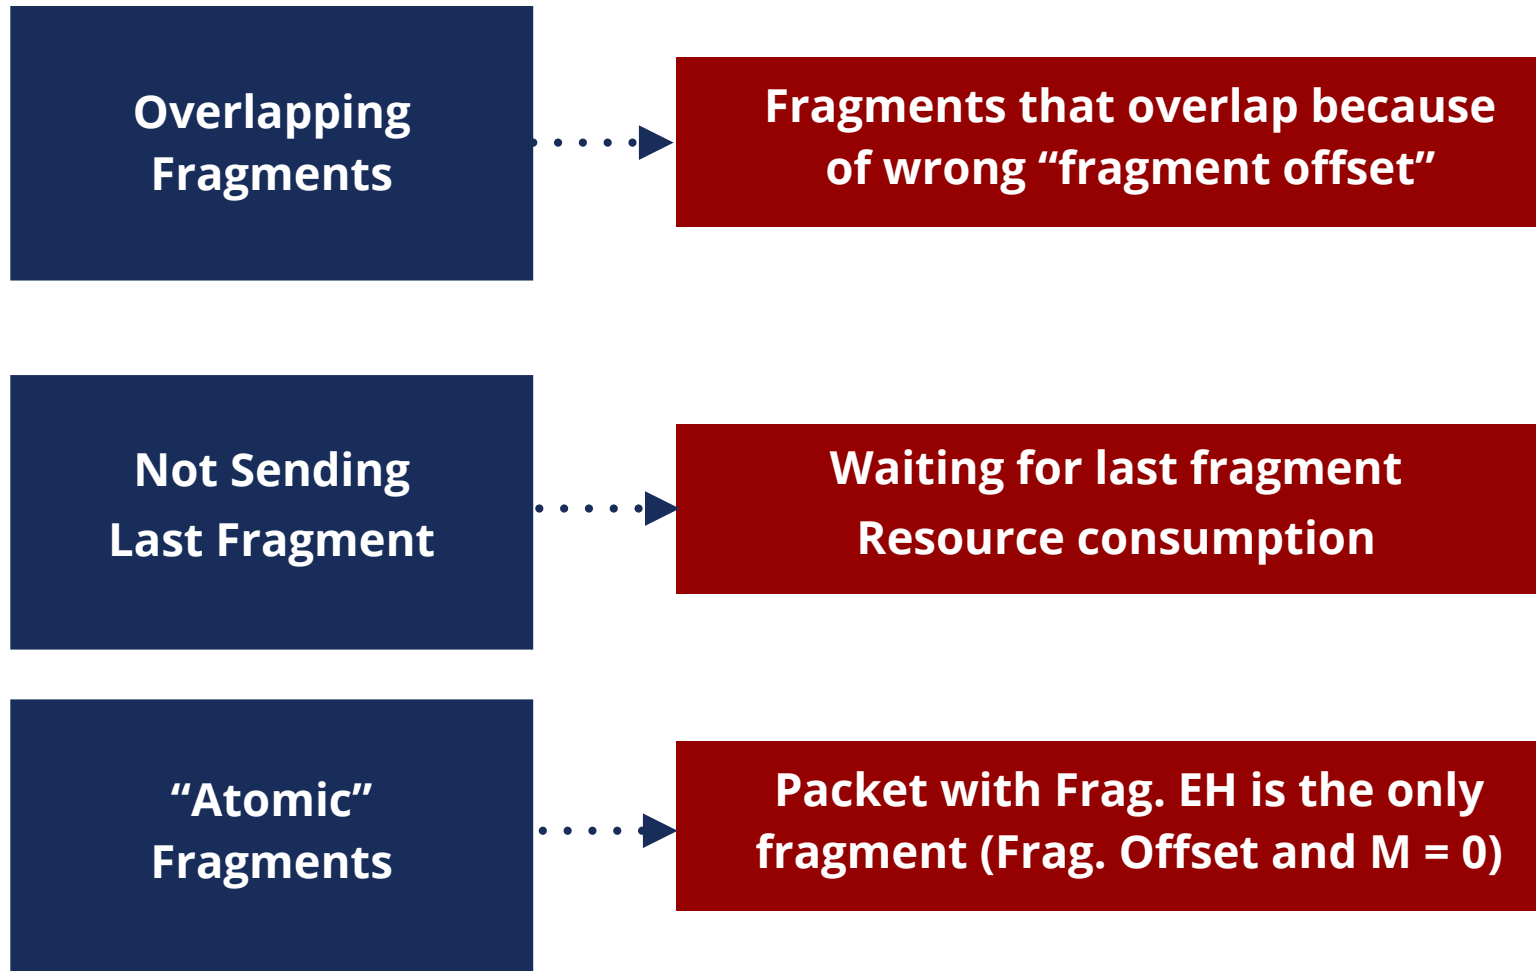 Overlapping
Fragments
Fragments that overlap because
of wrong “fragment offset”
Not Sending
Last Fragment
Waiting for last fragment
Resource consumption
“Atomic”
Fragments
Packet with Frag. EH is the only
fragment (Frag. Offset and M = 0)